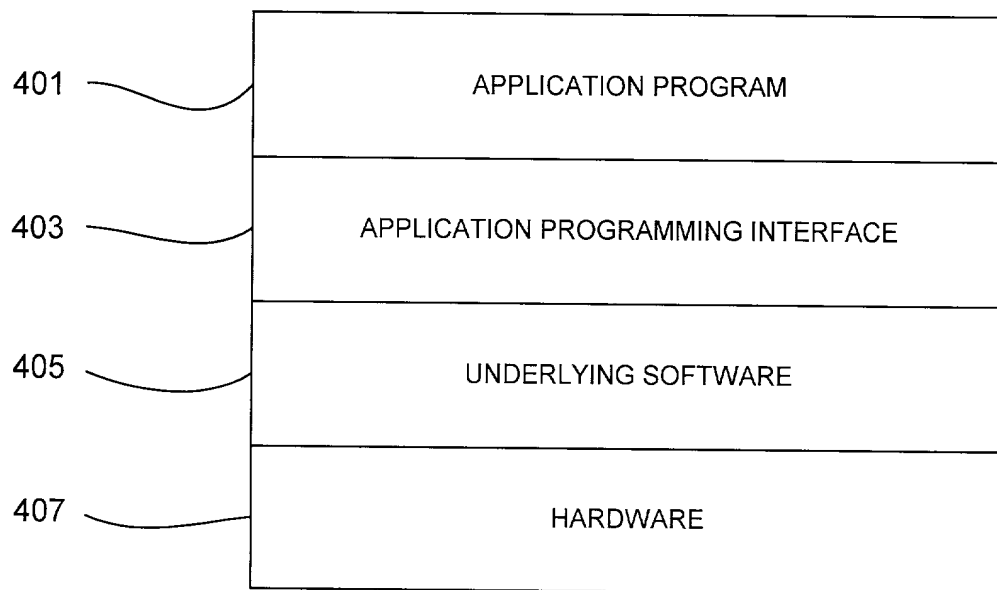 401 APPLICATION PROGRAM
403 APPLICATION PROGRAMMING INTERFACE
405 UNDERLYING SOFTWARE
407 HARDWARE